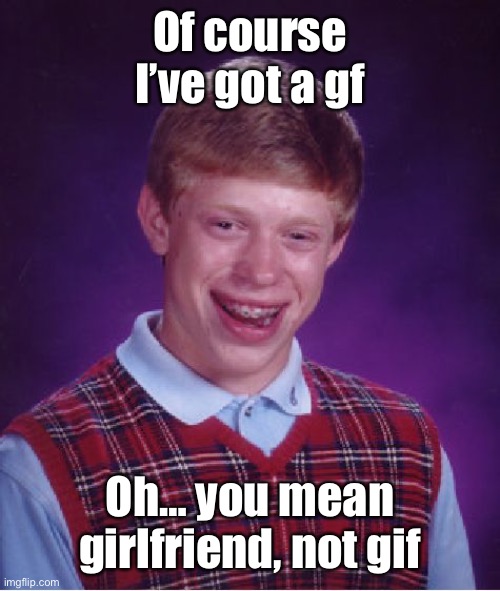 Of course
I’ve got a gf
Oh... you mean
girlfriend, not gif
imgflip.com